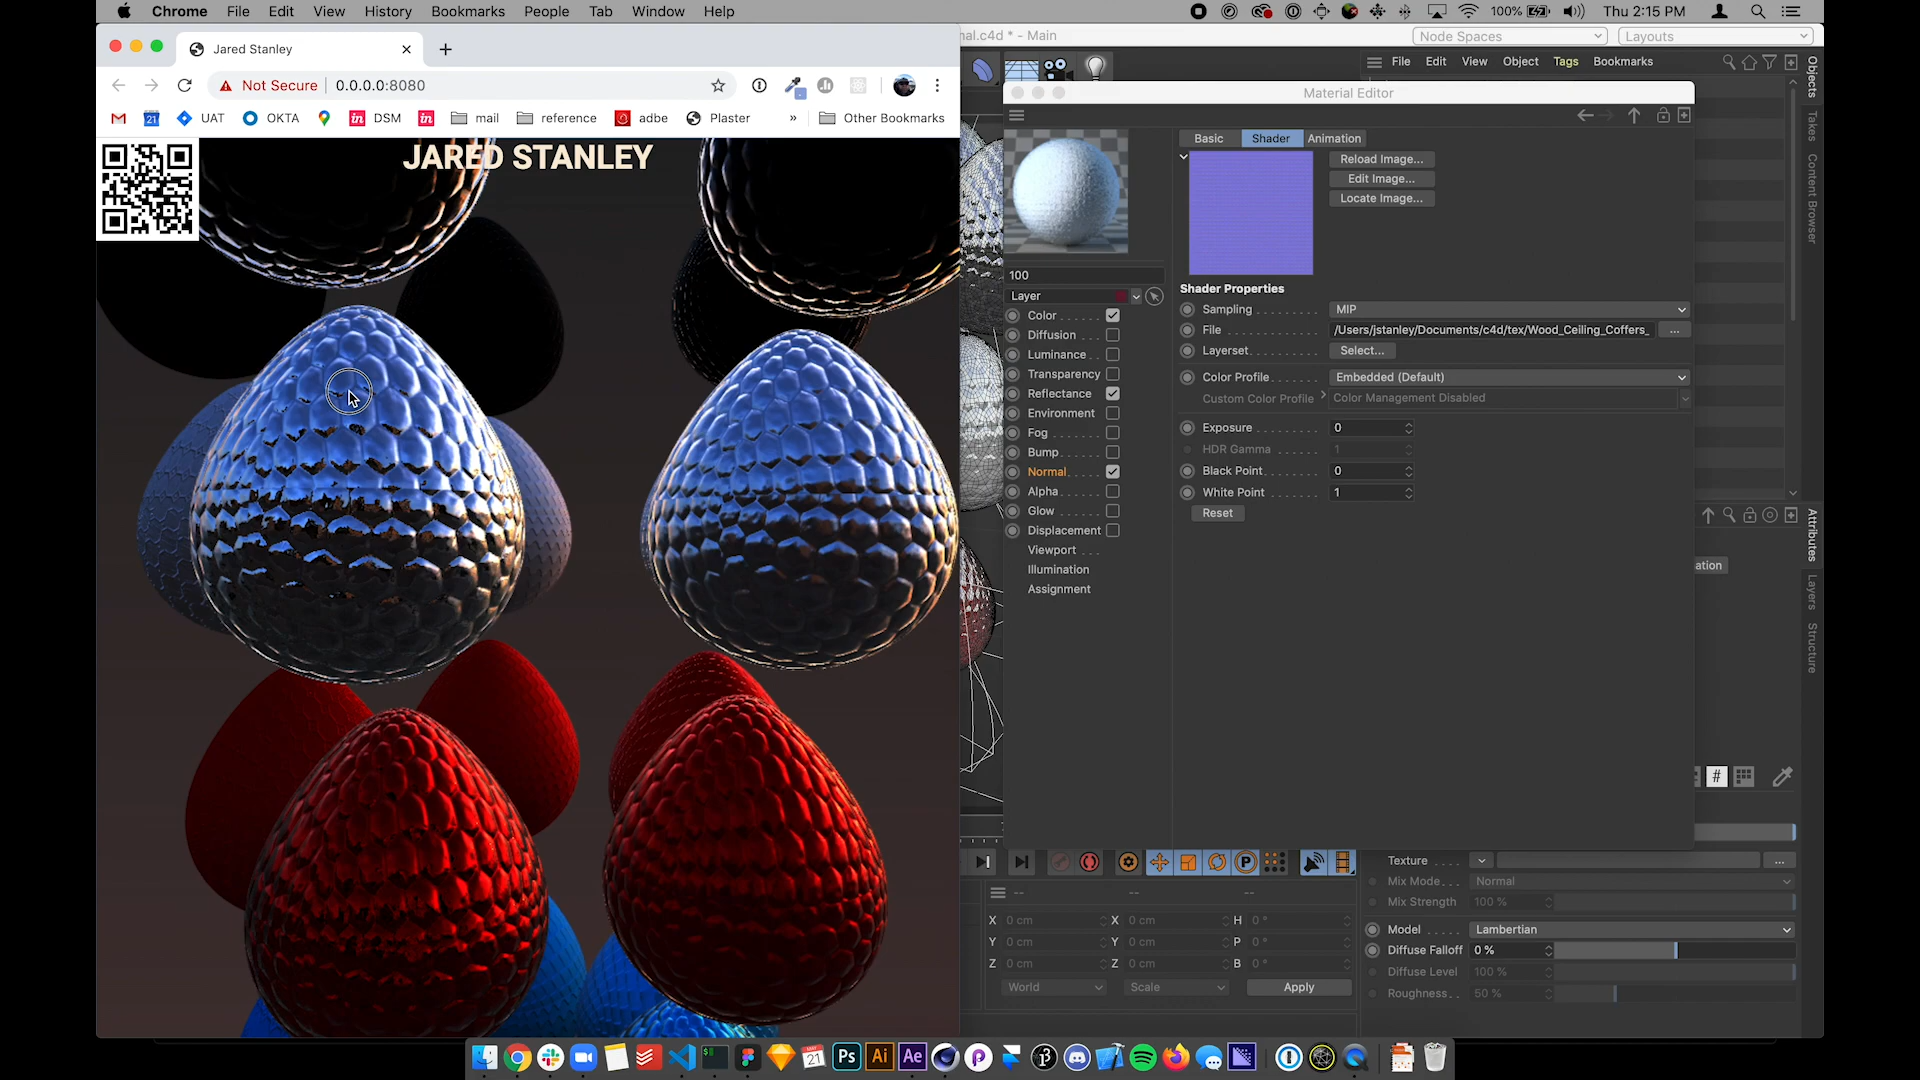 Chrome File Edit View History Bookmarks People Tab Window Help
100% Thu 2:15 PM
Jared Stanley
nal.c4d * - Main
Node Spaces
Layouts
Not Secure 0.0.0.0:8080
File Edit View Object Tags Bookmarks
21 UAT OKTA in DSM in mail reference adbe Plaster » Other Bookmarks
JARED STANLEY
Material Editor
Basic Shader Animation
Reload Image...
Edit Image...
Locate Image...
100
Layer
Color
Diffusion
Luminance
Transparency
Reflectance
Environment
Fog
Bump
Normal
Alpha
Glow
Displacement
Viewport
Illumination
Assignment
Shader Properties
Sampling MIP
File /Users/jstanley/Documents/c4d/tex/Wood_Ceiling_Coffers_ ...
Layerset Select...
Color Profile Embedded (Default)
Custom Color Profile Color Management Disabled
Exposure 0
HDR Gamma 1
Black Point 0
White Point 1
Reset
Objects
Takes
Content Browser
Attributes
Layers
Structure
ation
#
Texture ...
Mix Mode Normal
Mix Strength 100 %
Model Lambertian
Diffuse Falloff 0 %
Diffuse Level 100 %
Roughness 50 %
P
-- -- --
X 0 cm X 0 cm H 0 °
Y 0 cm Y 0 cm P 0 °
Z 0 cm Z 0 cm B 0 °
World Scale Apply
21 Ps Ai Ae